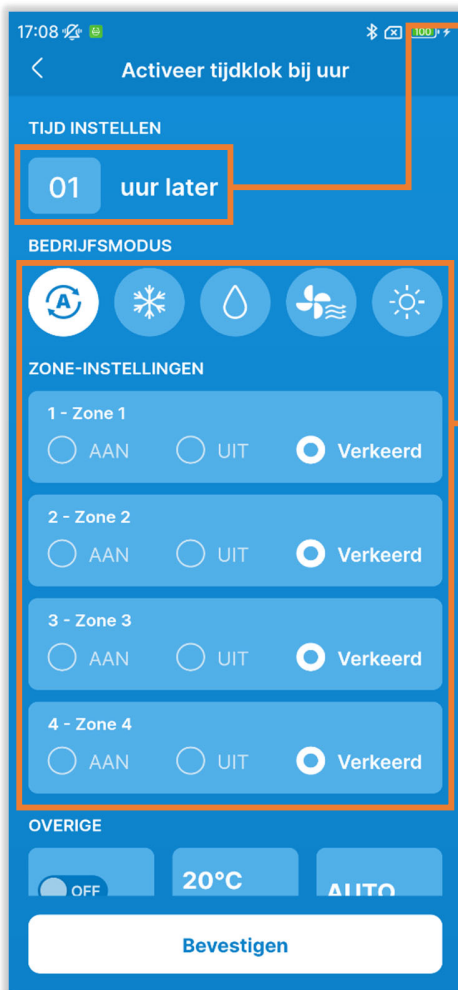 17:08 100
Activeer tijdklok bij uur
TIJD INSTELLEN
01 uur later
BEDRIJFSMODUS
A
ZONE-INSTELLINGEN
1 - Zone 1
AAN UIT Verkeerd
2 - Zone 2
AAN UIT Verkeerd
3 - Zone 3
AAN UIT Verkeerd
4 - Zone 4
AAN UIT Verkeerd
OVERIGE
OFF 20°C AUTO
Bevestigen